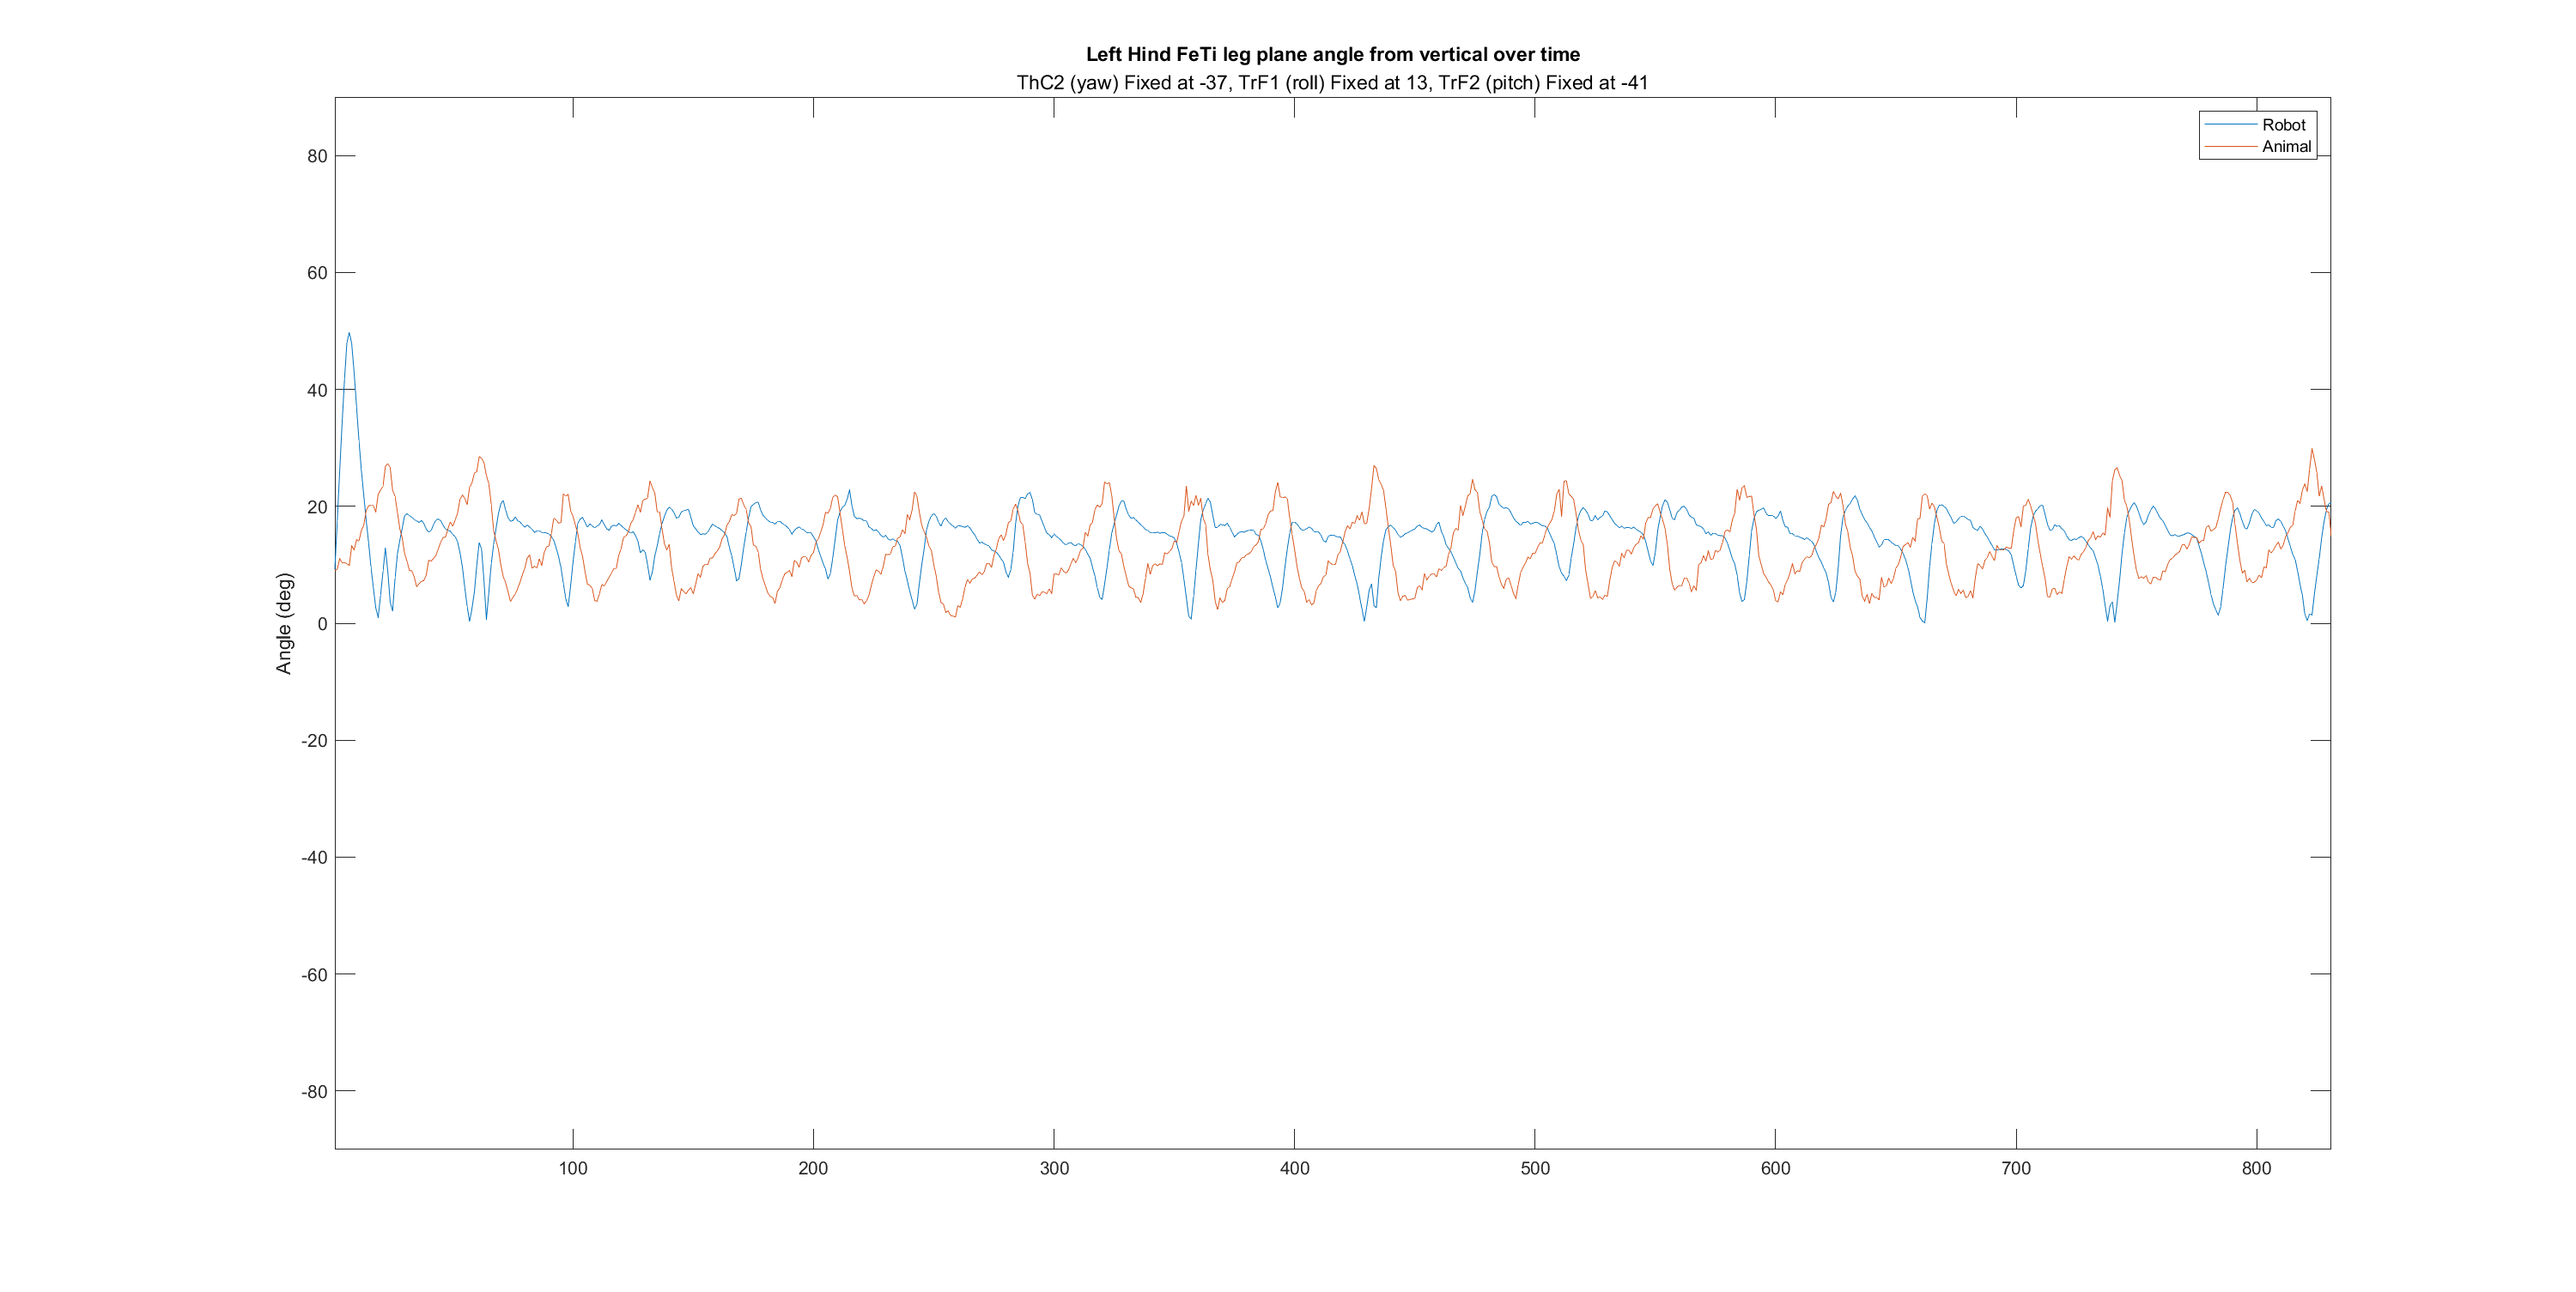 Left Hind FeTi leg plane angle from vertical over time
ThC2 (yaw) Fixed at -37, TrF1 (roll) Fixed at 13, TrF2 (pitch) Fixed at -41
Robot
Animal
80
60
40
20
0
-20
-40
-60
-80
Angle (deg)
100 200 300 400 500 600 700 800